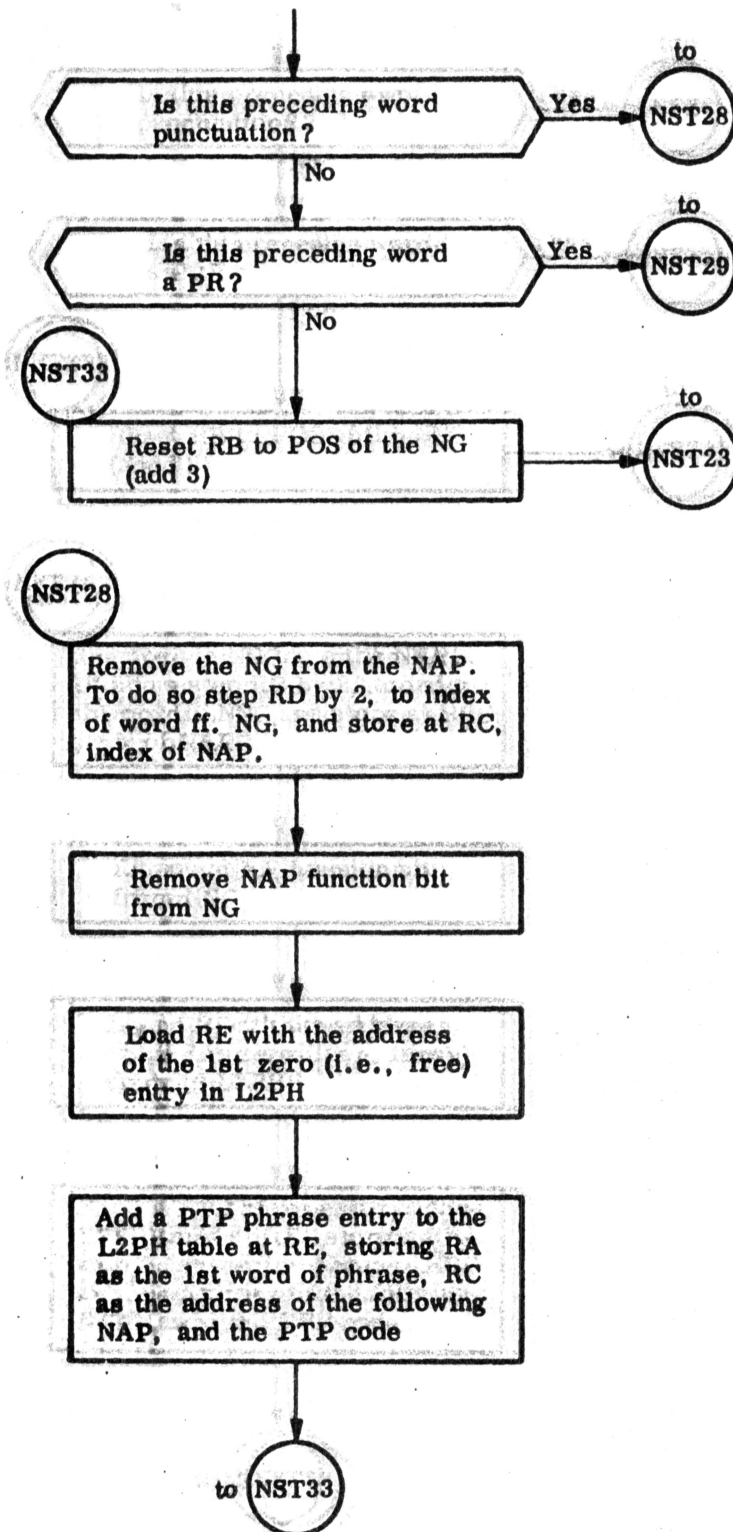 to
Is this preceding word
punctuation?
Yes
NST28
No
to
Is this preceding word
a PR?
Yes
NST29
No
NST33
to
Reset RB to POS of the NG
(add 3)
NST23
NST28
Remove the NG from the NAP.
To do so step RD by 2, to index
of word ff. NG, and store at RC,
index of NAP.
Remove NAP function bit
from NG
Load RE with the address
of the 1st zero (i.e., free)
entry in L2PH
Add a PTP phrase entry to the
L2PH table at RE, storing RA
as the 1st word of phrase, RC
as the address of the following
NAP, and the PTP code
to NST33